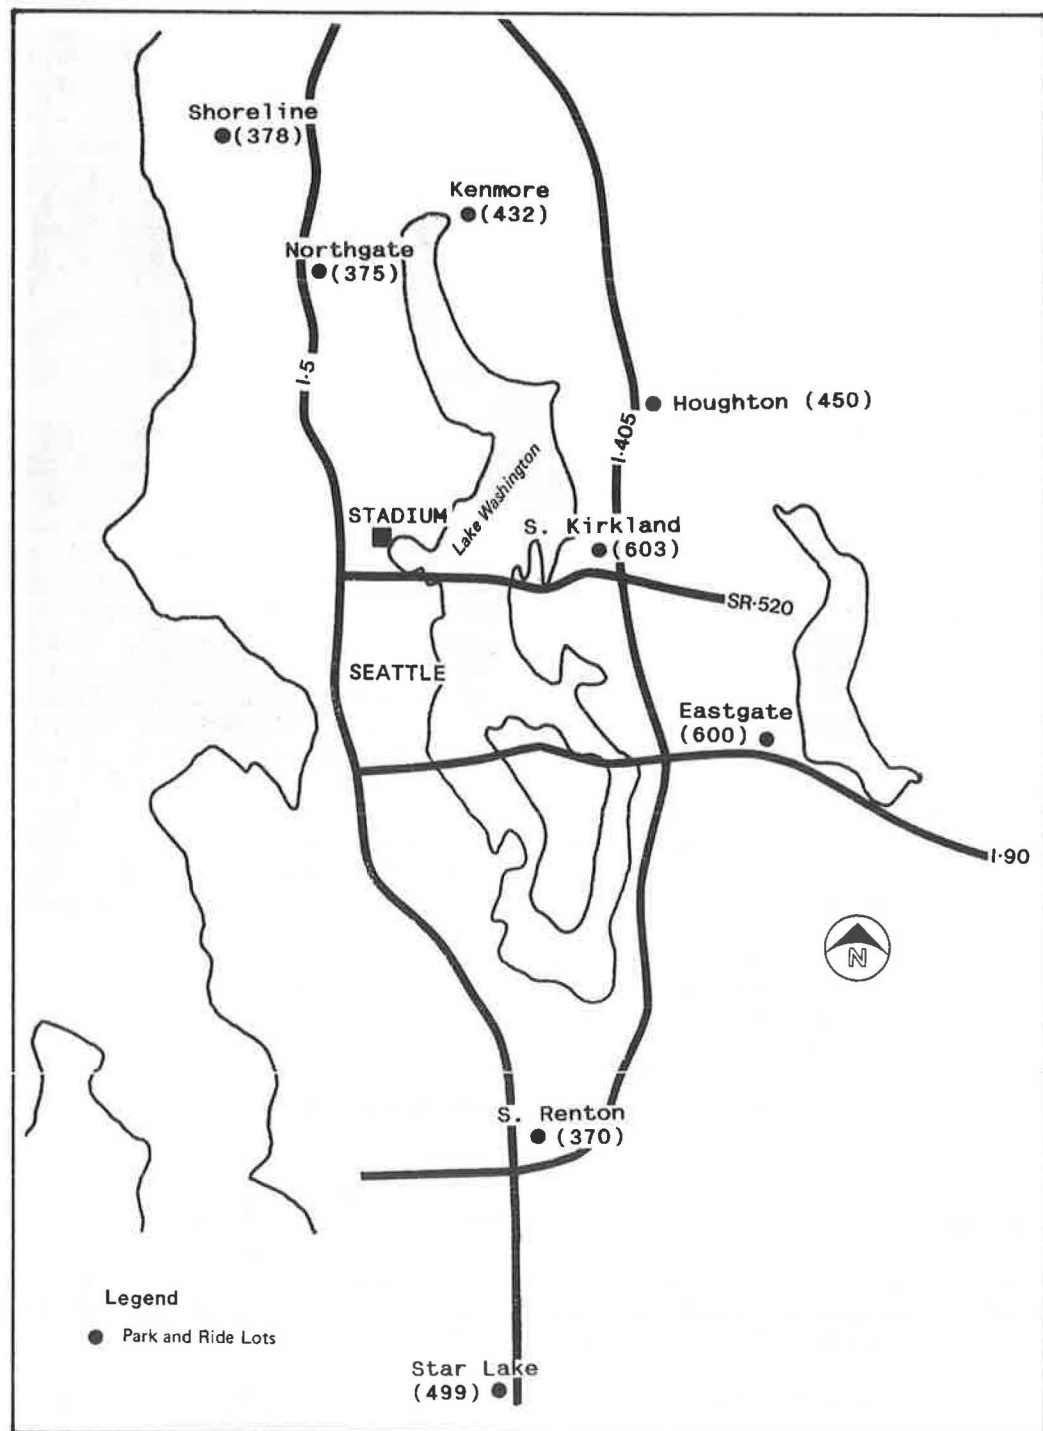 Shoreline
(378)
Kenmore
(432)
Northgate
(375)
I-5
Houghton (450)
I-405
Lake Washington
STADIUM
S. Kirkland
(603)
SR-520
SEATTLE
Eastgate
(600)
I-90
N
S. Renton
(370)
Legend
Park and Ride Lots
Star Lake
(499)